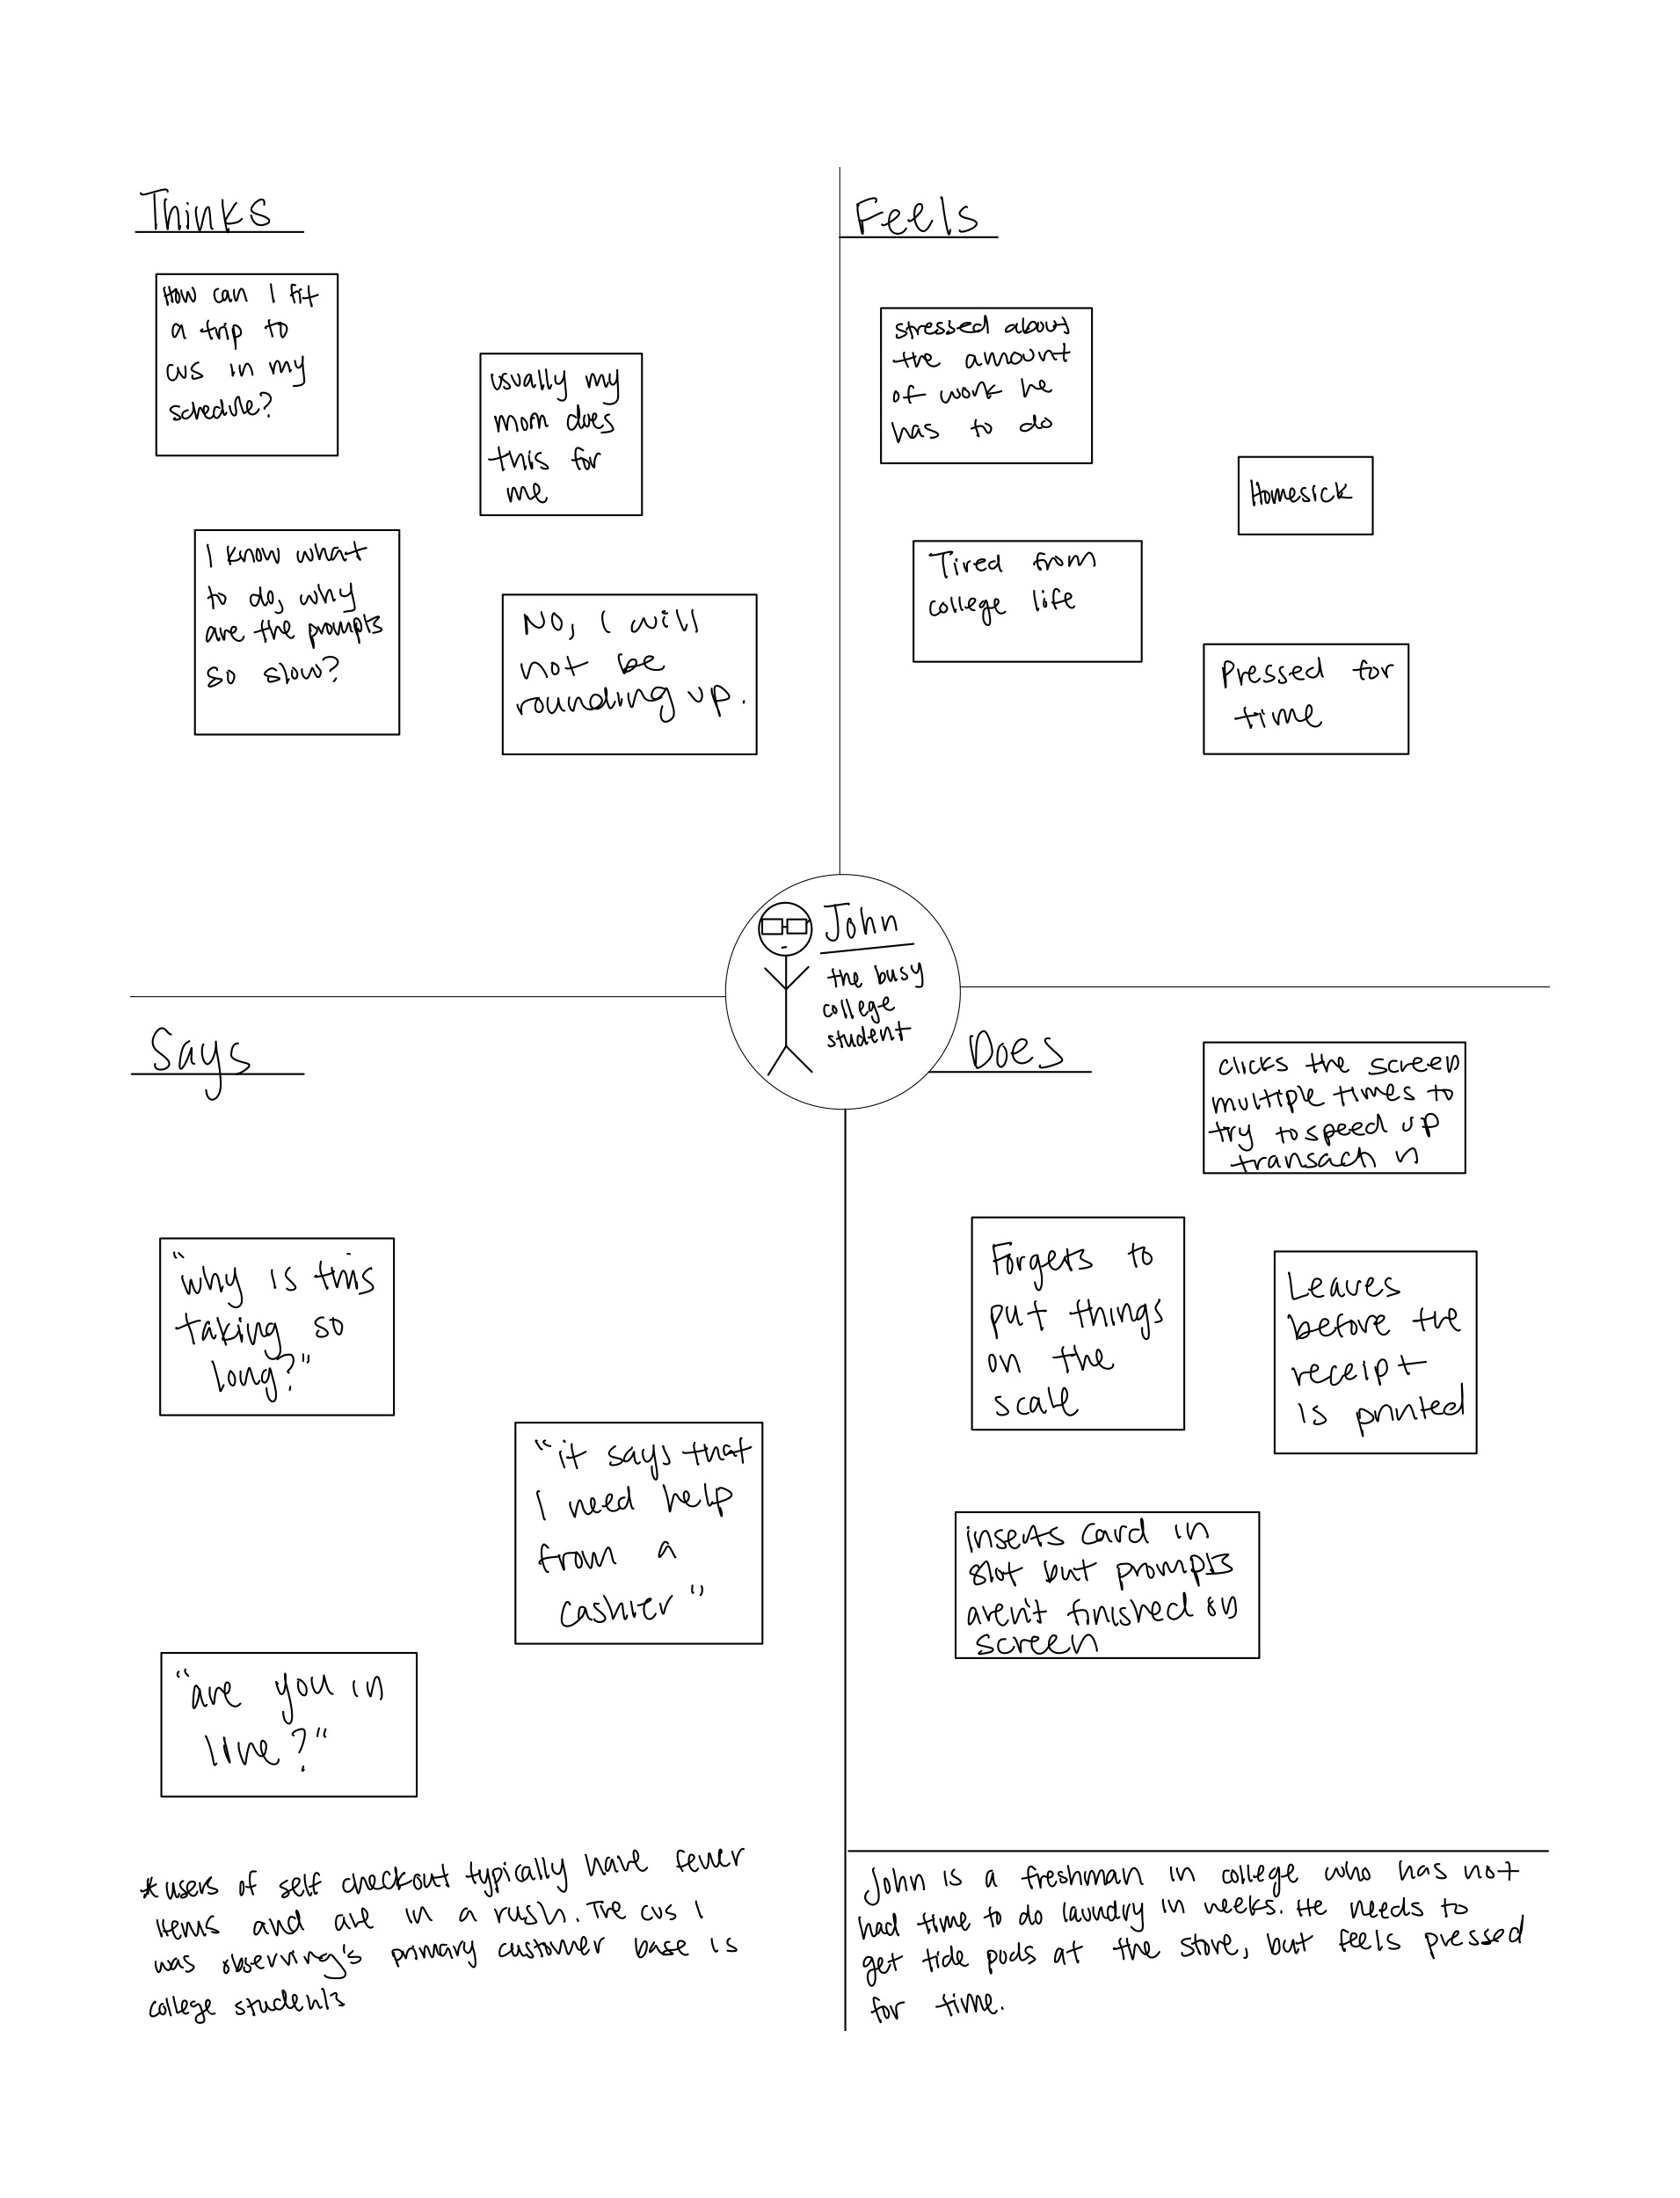 Thinks
How can I fit
a trip to
cvs in my
schedule?
usually my
mom does
this for
me
I know what
to do, why
are the prompts
so slow?
No, I will
not be
rounding up.
Feels
stressed about
the amount
of work he
has to do
Homesick
Tired from
college life
Pressed for
time
John
the busy
college
student
Says
"why is this
taking so
long?"
"it says that
I need help
from a
cashier"
"are you in
line?"
*users of self checkout typically have fewer
items and are in a rush. The cvs I
was observing's primary customer base is
college students
Does
clicks the screen
multiple times to
try to speed up
Forgets to
put things
on the
scale
Leaves
before the
receipt
is printed
inserts card in
slot but prompts
aren't finished on
screen
John is a freshman in college who has not
had time to do laundry in weeks. He needs to
get tide pods at the store, but feels pressed
for time.